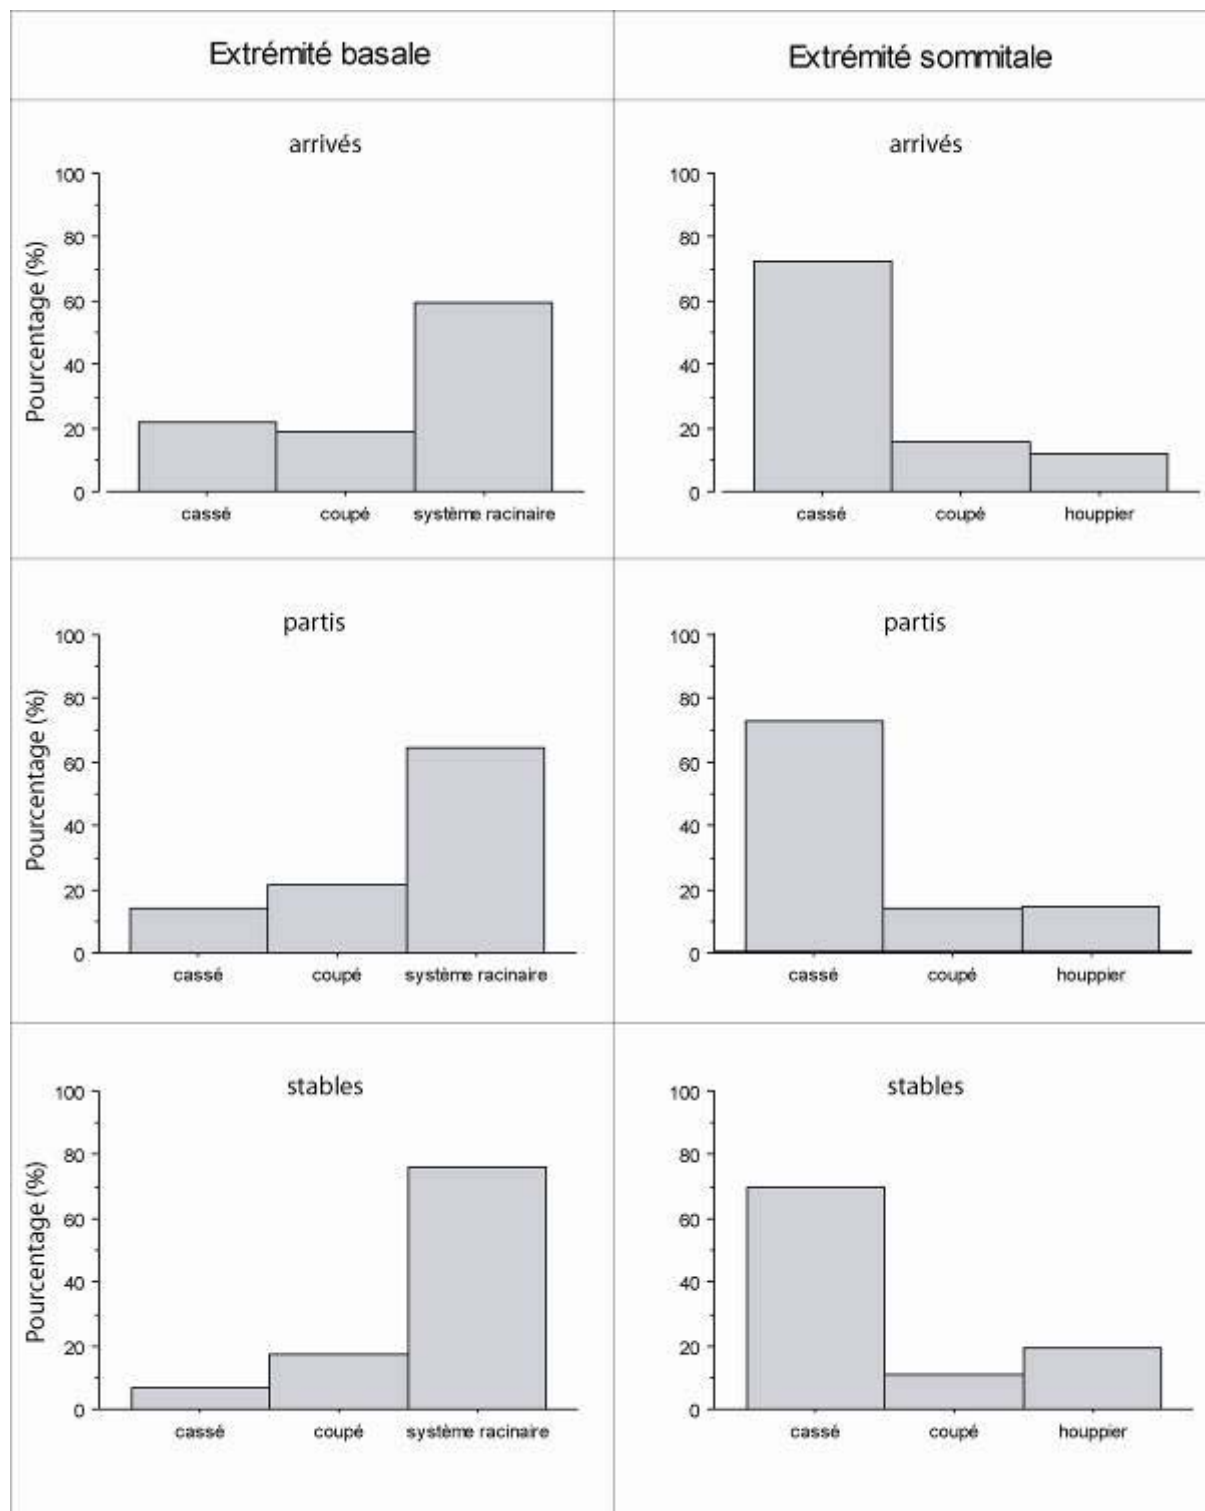 Extrémité basale
Extrémité sommitale
arrivés
Pourcentage (%)
100
80
60
40
20
0
cassé coupé système racinaire
arrivés
100
80
60
40
20
0
cassé coupé houppier
partis
Pourcentage (%)
100
80
60
40
20
0
cassé coupé système racinaire
partis
100
80
60
40
20
0
cassé coupé houppier
stables
Pourcentage (%)
100
80
60
40
20
0
cassé coupé système racinaire
stables
100
80
60
40
20
0
cassé coupé houppier